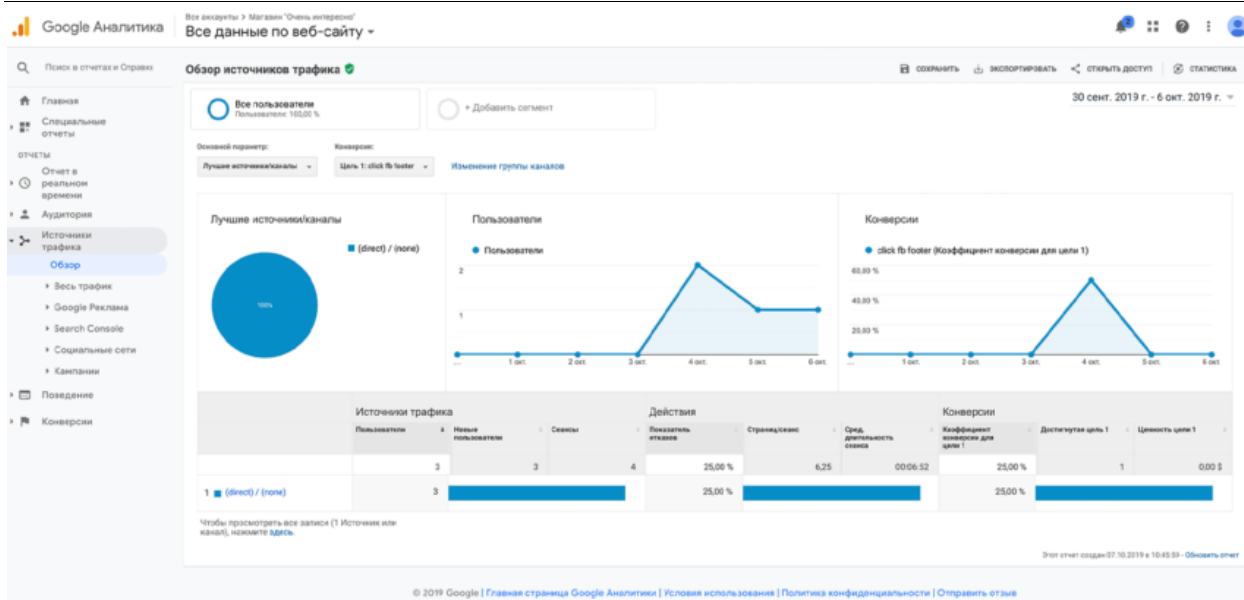 Google Аналитика
Все аккаунты > Магазин "Очень интересно"
Все данные по веб-сайту
2
Поиск в отчетах и Справке
Обзор источников трафика
СОХРАНИТЬ
ЭКСПОРТИРОВАТЬ
ОТКРЫТЬ ДОСТУП
СТАТИСТИКА
Главная
Специальные
отчеты
ОТЧЕТЫ
Отчет в
реальном
времени
Аудитория
Источники
трафика
Обзор
Весь трафик
Google Реклама
Search Console
Социальные сети
Кампании
Поведение
Конверсии
Все пользователи
Пользователи: 100,00 %
+ Добавить сегмент
30 сент. 2019 г. - 6 окт. 2019 г.
Основной параметр:
Конверсия:
Лучшие источники/каналы
Цель 1: click fb footer
Изменение группы каналов
Лучшие источники/каналы
(direct) / (none)
100%
Пользователи
Пользователи
2
1
...
1 окт.
2 окт.
3 окт.
4 окт.
5 окт.
6 окт.
Конверсии
click fb footer (Коэффициент конверсии для цели 1)
60,00 %
40,00 %
20,00 %
...
1 окт.
2 окт.
3 окт.
4 окт.
5 окт.
6 окт.
Источники трафика
Действия
Конверсии
Пользователи
Новые
пользователи
Сеансы
Показатель
отказов
Страниц/сеанс
Сред.
длительность
сеанса
Коэффициент
конверсии для
цели 1
Достигнутая цель 1
Ценность цели 1
3
3
4
25,00 %
6,25
00:06:52
25,00 %
1
0,00 $
1
(direct) / (none)
3
25,00 %
25,00 %
Чтобы просмотреть все записи (1 Источник или
канал), нажмите здесь.
Этот отчет создан 07.10.2019 в 10:45:59 - Обновить отчет
© 2019 Google | Главная страница Google Аналитики | Условия использования | Политика конфиденциальности | Отправить отзыв